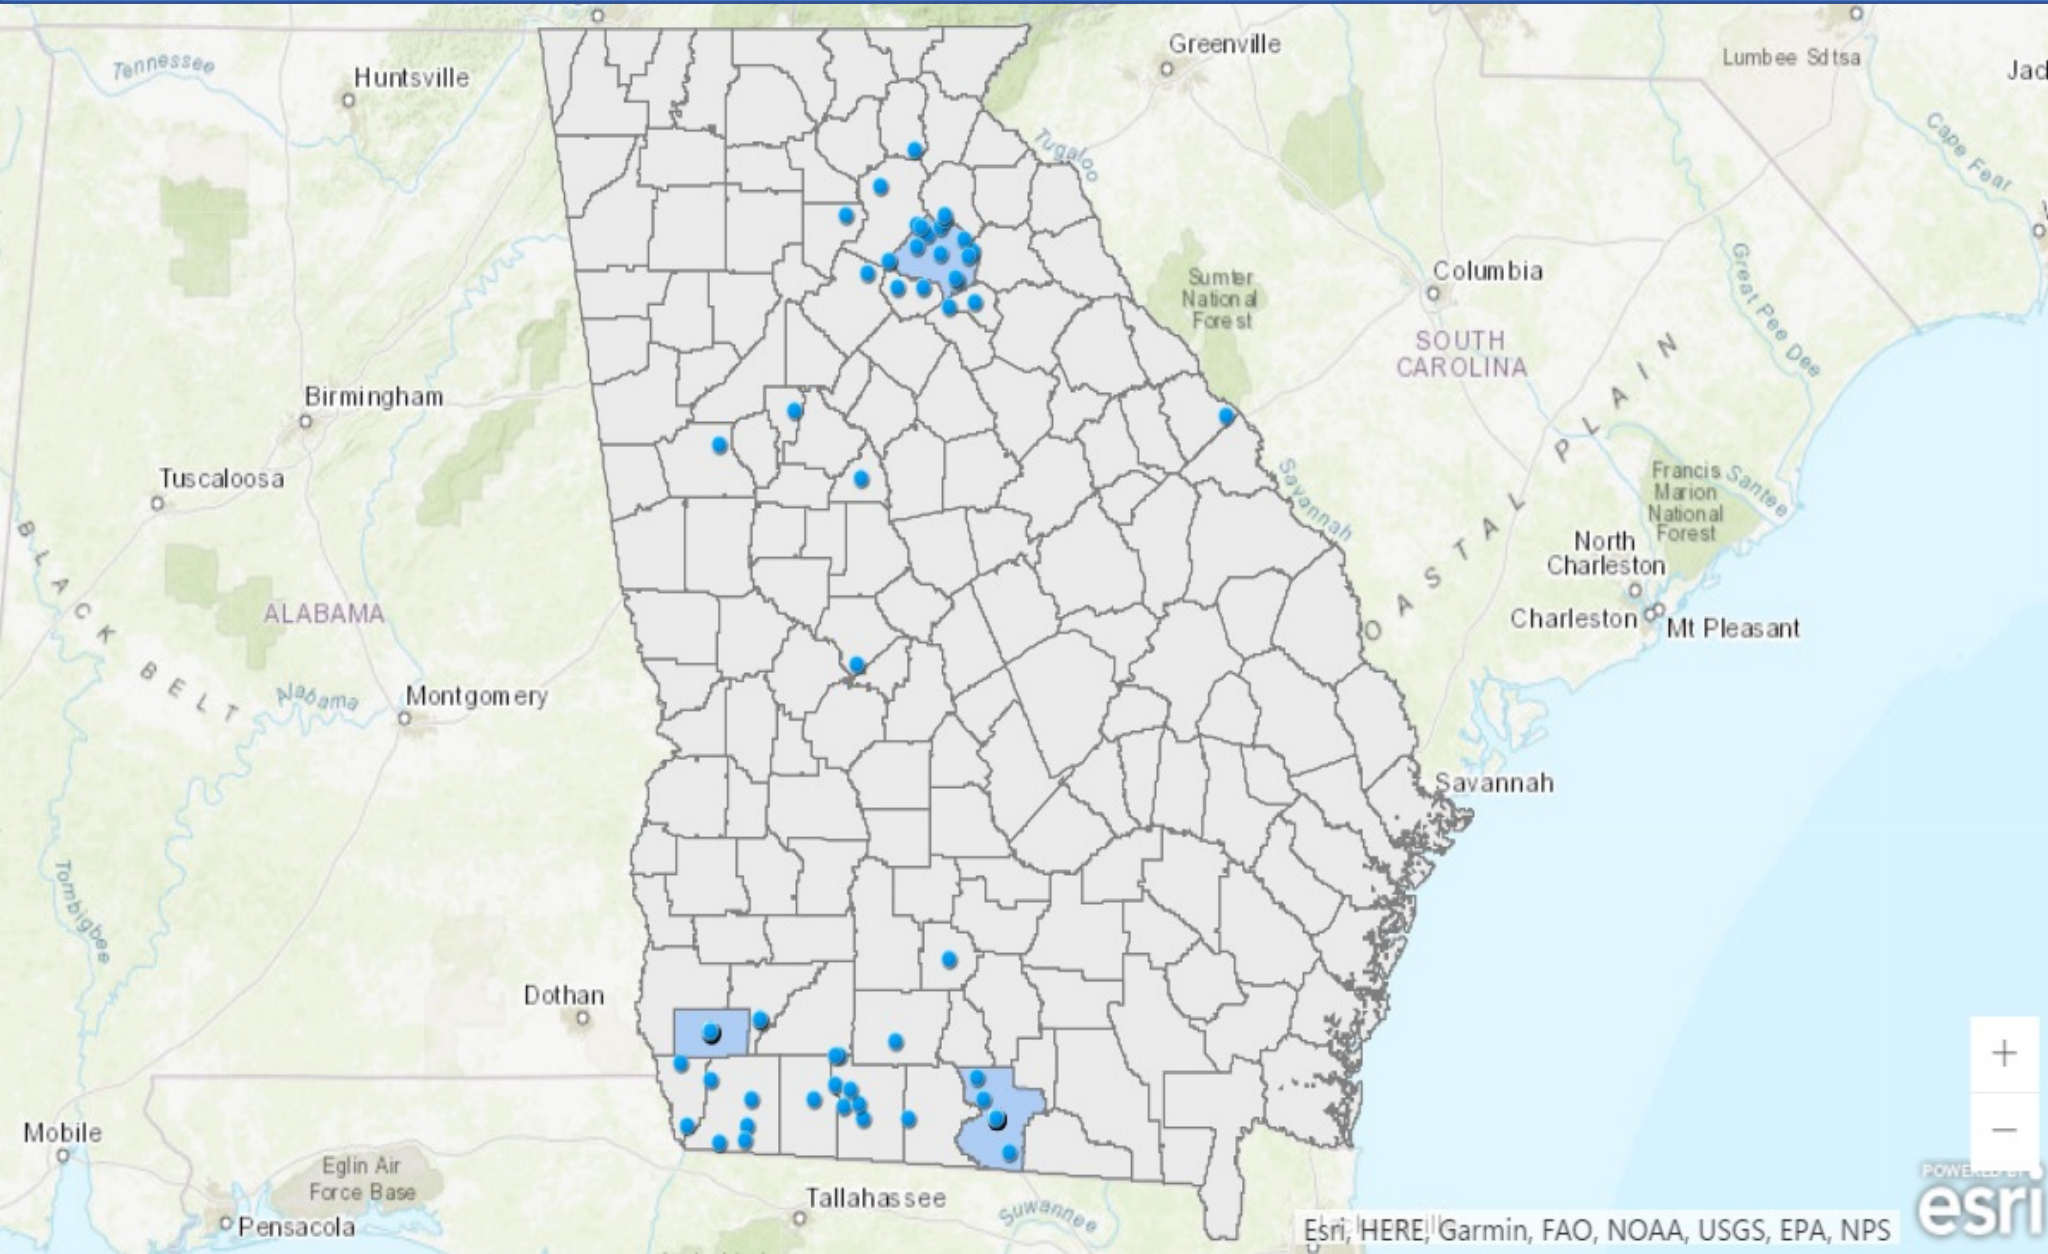 Greenville
Lumbee Sdtsa
Jac
Tennessee
Huntsville
Tugaloo
Cape Fear
Great Pee Dee
Columbia
Sumter
National
Forest
SOUTH
CAROLINA
Birmingham
COASTAL PLAIN
Tuscaloosa
Savannah
Francis
Marion
National
Forest
Santee
BLACK BELT
ALABAMA
North
Charleston
Charleston
Mt Pleasant
Alabama
Montgomery
Savannah
Tombigbee
Dothan
+
−
Mobile
Eglin Air
Force Base
Pensacola
Tallahassee
Suwannee
POWERED BY
esri
Esri, HERE, Garmin, FAO, NOAA, USGS, EPA, NPS